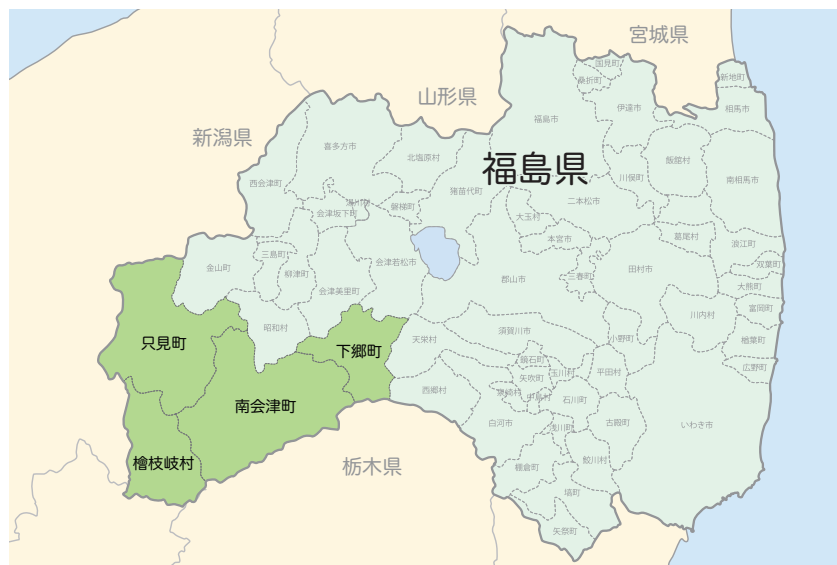 宮城県
山形県
新潟県
福島県
栃木県
国見町
桑折町
新地町
伊達市
相馬市
福島市
喜多方市
北塩原村
飯舘村
川俣町
南相馬市
西会津町
猪苗代町
磐梯町
湯川村
会津坂下町
二本松市
大玉村
本宮市
葛尾村
浪江町
双葉町
大熊町
金山町
三島町
柳津町
会津若松市
会津美里町
郡山市
三春町
田村市
富岡町
川内村
楢葉町
広野町
昭和村
只見町
下郷町
天栄村
須賀川市
小野町
鏡石町
矢吹町
玉川村
平田村
泉崎村
中島村
石川町
西郷村
白河市
浅川町
古殿町
いわき市
南会津町
檜枝岐村
棚倉町
鮫川村
塙町
矢祭町